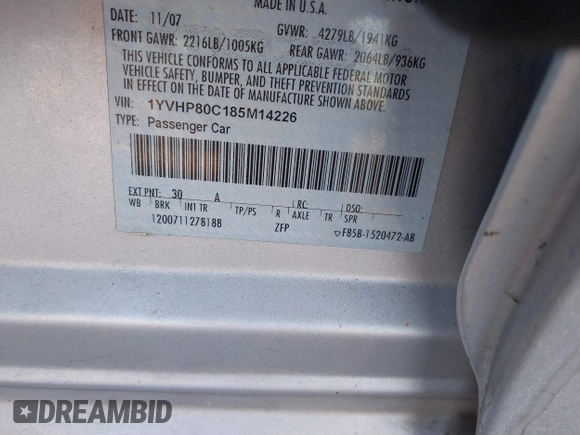 MADE IN U.S.A.
DATE: 11/07
GVWR: 4279LB/1941KG
FRONT GAWR: 2216LB/1005KG
REAR GAWR: 2064LB/936KG
THIS VEHICLE CONFORMS TO ALL APPLICABLE FEDERAL MOTOR
VEHICLE SAFETY, BUMPER, AND THEFT PREVENTION STANDARDS
IN EFFECT ON THE DATE OF MANUFACTURE SHOWN ABOVE.
VIN: 1YVHP80C185M14226
TYPE: Passenger Car
EXT PNT: 30 A RC: DSO:
WB BRK INT TR TP/PS R AXLE TR SPR
1200711278188 ZFP ▽F85B-1520472-AB
DREAMBID